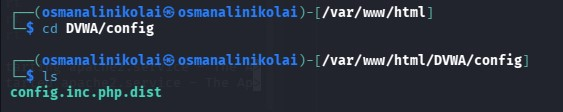 ┌──(osmanalinikolai㉿osmanalinikolai)-[/var/www/html]
└─$ cd DVWA/config
┌──(osmanalinikolai㉿osmanalinikolai)-[/var/www/html/DVWA/config]
└─$ ls
config.inc.php.dist